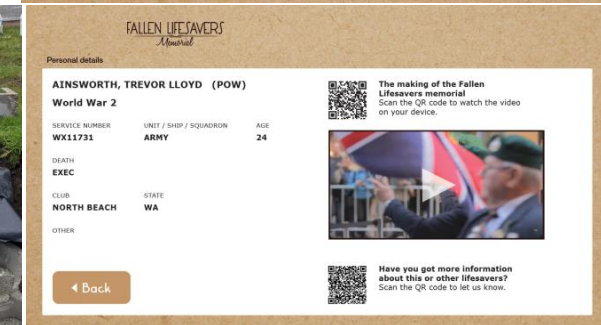 FALLEN LIFESAVERS
Memorial
Personal details
AINSWORTH, TREVOR LLOYD (POW)
World War 2
SERVICE NUMBER UNIT / SHIP / SQUADRON AGE
WX11731 ARMY 24
DEATH
EXEC
CLUB STATE
NORTH BEACH WA
OTHER
Back
The making of the Fallen
Lifesavers memorial
Scan the QR code to watch the video
on your device.
Have you got more information
about this or other lifesavers?
Scan the QR code to let us know.